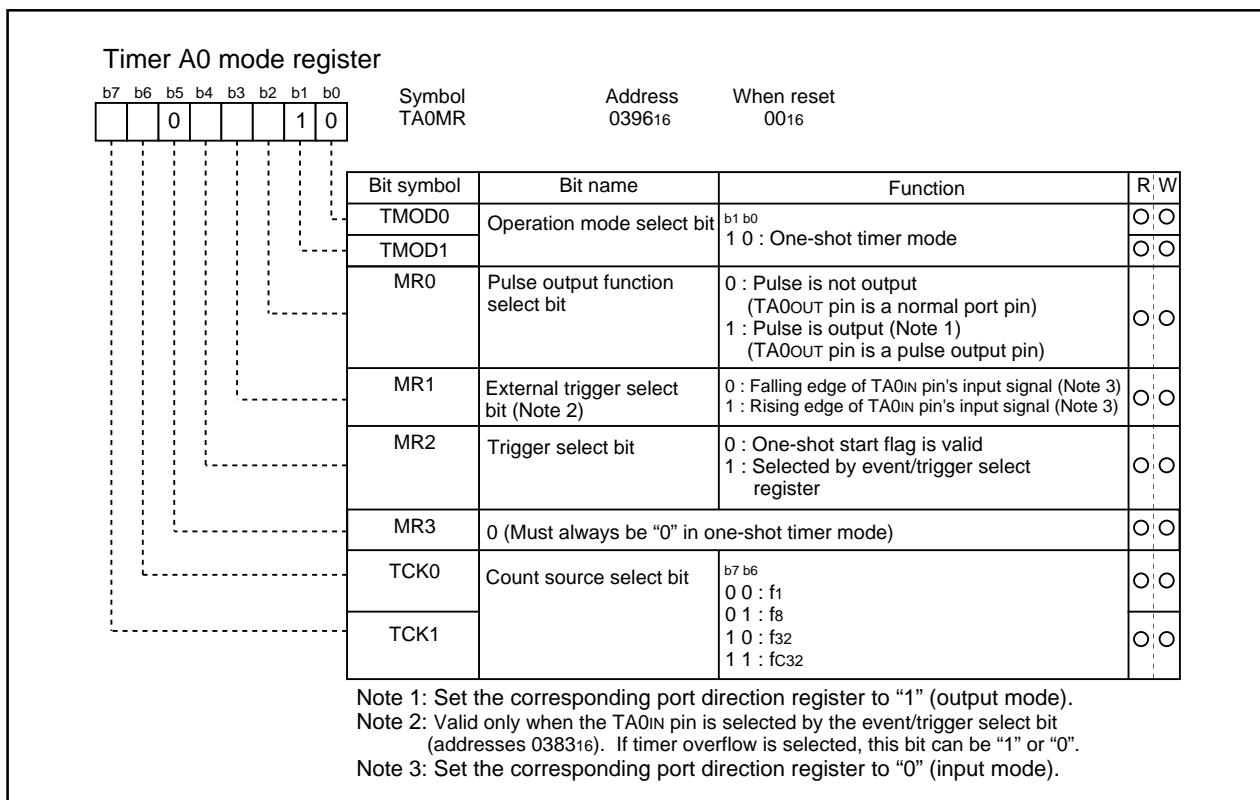 Timer A0 mode register
b7 b6 b5 b4 b3 b2 b1 b0
0 1 0
Symbol Address When reset
TA0MR 039616 0016
Bit symbol Bit name Function R W
TMOD0 Operation mode select bit b1 b0
TMOD1 1 0 : One-shot timer mode
MR0 Pulse output function select bit
0 : Pulse is not output
(TA0OUT pin is a normal port pin)
1 : Pulse is output (Note 1)
(TA0OUT pin is a pulse output pin)
MR1 External trigger select bit (Note 2)
0 : Falling edge of TA0IN pin's input signal (Note 3)
1 : Rising edge of TA0IN pin's input signal (Note 3)
MR2 Trigger select bit
0 : One-shot start flag is valid
1 : Selected by event/trigger select
register
MR3 0 (Must always be “0” in one-shot timer mode)
TCK0 Count source select bit
b7 b6
0 0 : f1
0 1 : f8
TCK1
1 0 : f32
1 1 : fC32
Note 1: Set the corresponding port direction register to “1” (output mode).
Note 2: Valid only when the TA0IN pin is selected by the event/trigger select bit
(addresses 038316). If timer overflow is selected, this bit can be “1” or “0”.
Note 3: Set the corresponding port direction register to “0” (input mode).